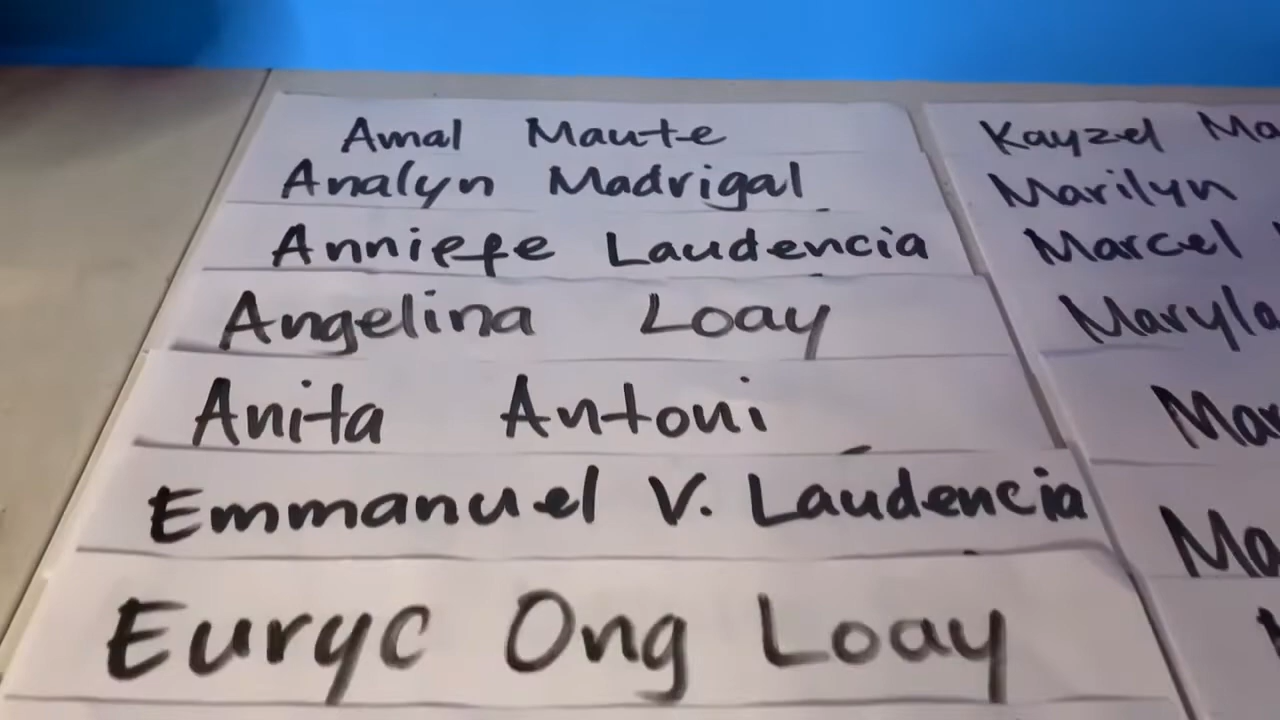 Amal Maute
Analyn Madrigal
Anniefe Laudencia
Angelina Loay
Anita Antoni
Emmanuel V. Laudencia
Euryc Ong Loay
Kayzel
Marilyn
Marcel